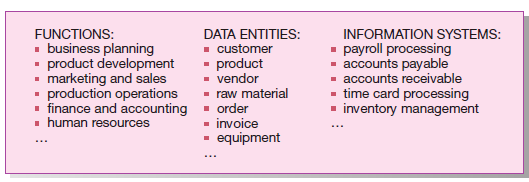 FUNCTIONS:
▪ business planning
▪ product development
▪ marketing and sales
▪ production operations
▪ finance and accounting
▪ human resources
…
DATA ENTITIES:
▪ customer
▪ product
▪ vendor
▪ raw material
▪ order
▪ invoice
▪ equipment
…
INFORMATION SYSTEMS:
▪ payroll processing
▪ accounts payable
▪ accounts receivable
▪ time card processing
▪ inventory management
…